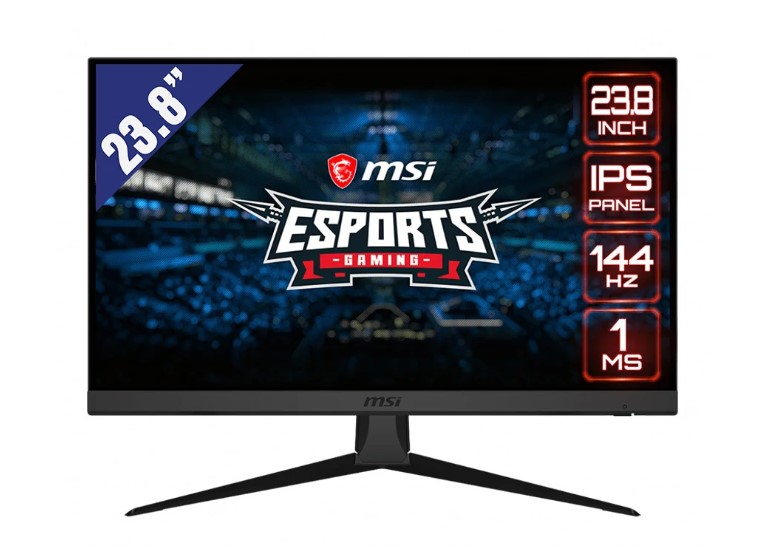 23.8”
msi
ESPORTS
- GAMING -
23.8
INCH
IPS
PANEL
144
HZ
1
MS
msi